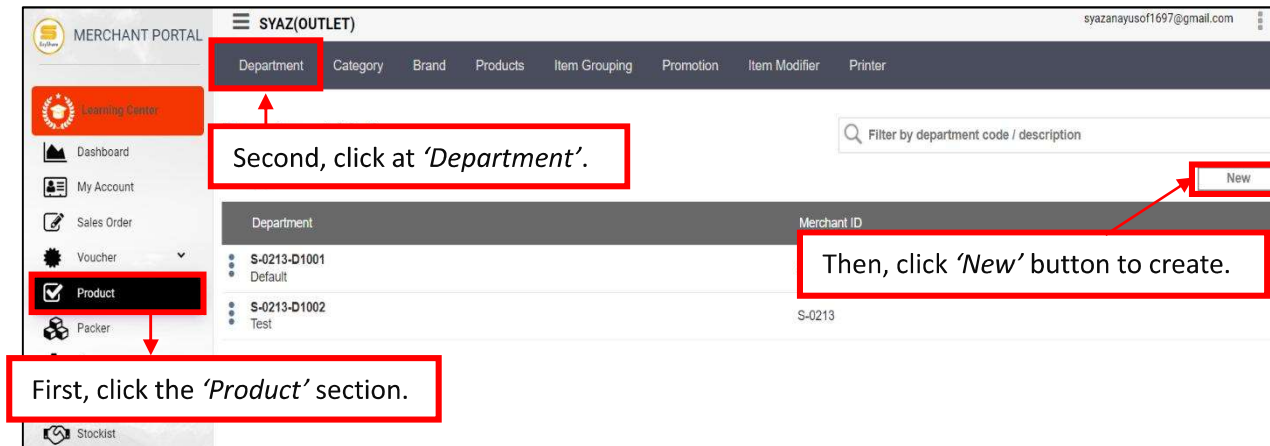 MERCHANT PORTAL
SYAZ(OUTLET)
syazanayusof1697@gmail.com
Department Category Brand Products Item Grouping Promotion Item Modifier Printer
Learning Center
Filter by department code / description
Second, click at ‘Department’.
Dashboard
My Account
New
Sales Order
Department Merchant ID
Voucher
S-0213-D1001
Default
Then, click ‘New’ button to create.
Product
S-0213-D1002
Test
S-0213
Packer
First, click the ‘Product’ section.
Stockist